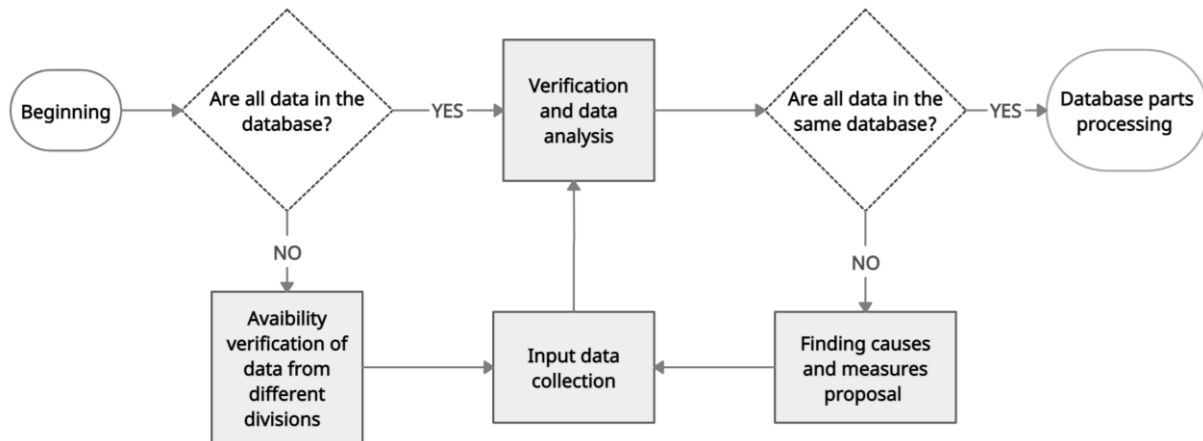 Beginning
Are all data in the
database?
YES
Verification
and data
analysis
Are all data in the
same database?
YES
Database parts
processing
NO
NO
Avaibility
verification of
data from
different
divisions
Input data
collection
Finding causes
and measures
proposal